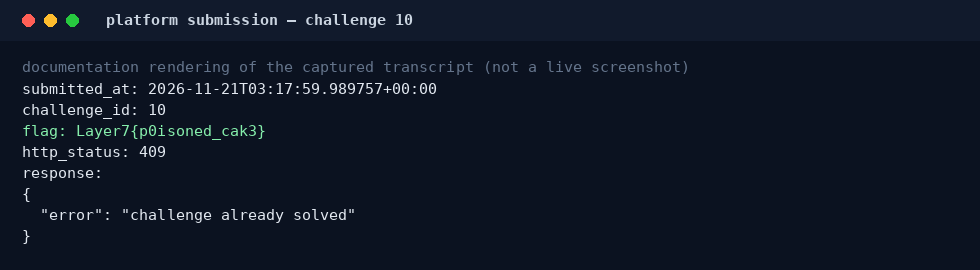 platform submission — challenge 10
documentation rendering of the captured transcript (not a live screenshot)
submitted_at: 2026-11-21T03:17:59.989757+00:00
challenge_id: 10
flag: Layer7{p0isoned_cak3}
http_status: 409
response:
{
  "error": "challenge already solved"
}